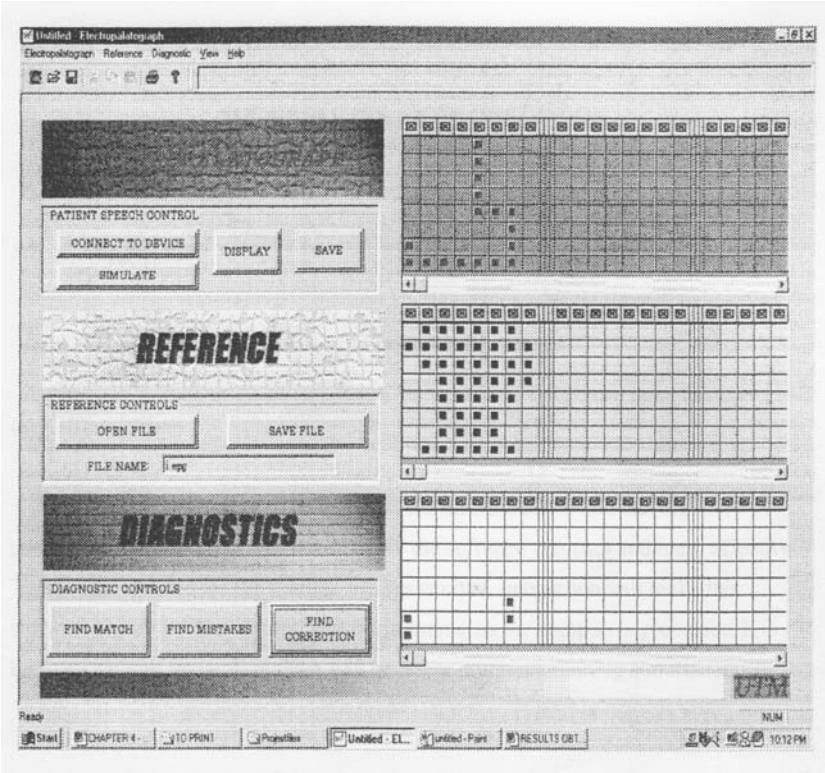 Untitled - Electropalatograph
Electropalatograph Reference Diagnostic View Help
PATIENT SPEECH CONTROL
CONNECT TO DEVICE
DISPLAY
SAVE
SIMULATE
REFERENCE
REFERENCE CONTROLS
OPEN FILE
SAVE FILE
FILE NAME: i.epg
DIAGNOSTICS
DIAGNOSTIC CONTROLS
FIND MATCH
FIND MISTAKES
FIND
CORRECTION
UTM
Ready
NUM
Start
CHAPTER 4 - ...
TO PRINT
Projectfiles
Untitled - EL...
untitled - Paint
RESULTS OBT...
10:12 PM